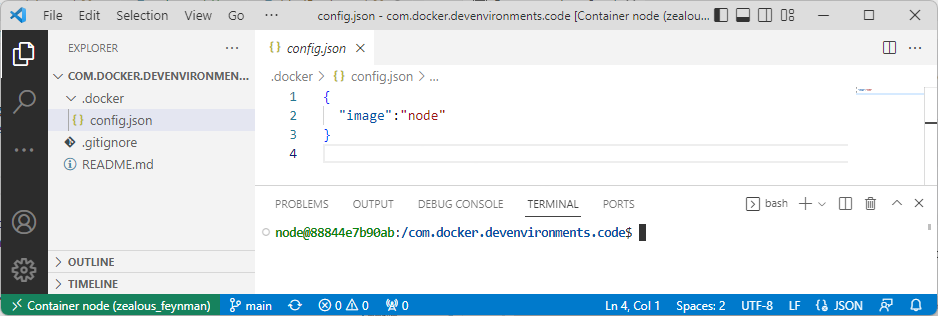 File Edit Selection View Go ··· config.json - com.docker.devenvironments.code [Container node (zealous_...
EXPLORER ···
COM.DOCKER.DEVENVIRONMEN...
.docker
{} config.json
.gitignore
README.md
OUTLINE
TIMELINE
{} config.json
.docker > {} config.json > ...
1 {
2 "image":"node"
3 }
4
PROBLEMS OUTPUT DEBUG CONSOLE TERMINAL PORTS bash
node@88844e7b90ab:/com.docker.devenvironments.code$
Container node (zealous_feynman) main 0 0 0 Ln 4, Col 1 Spaces: 2 UTF-8 LF {} JSON